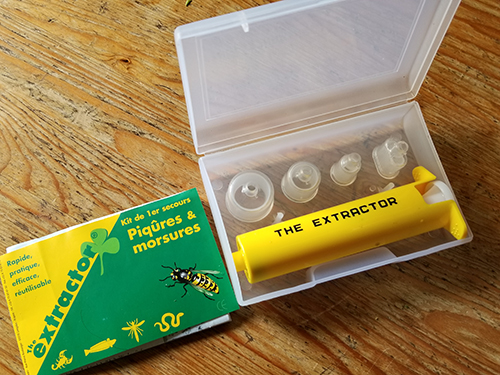 THE EXTRACTOR
Kit de 1er secours
Piqûres &
morsures
Rapide,
pratique,
efficace,
réutilisable
the extractor